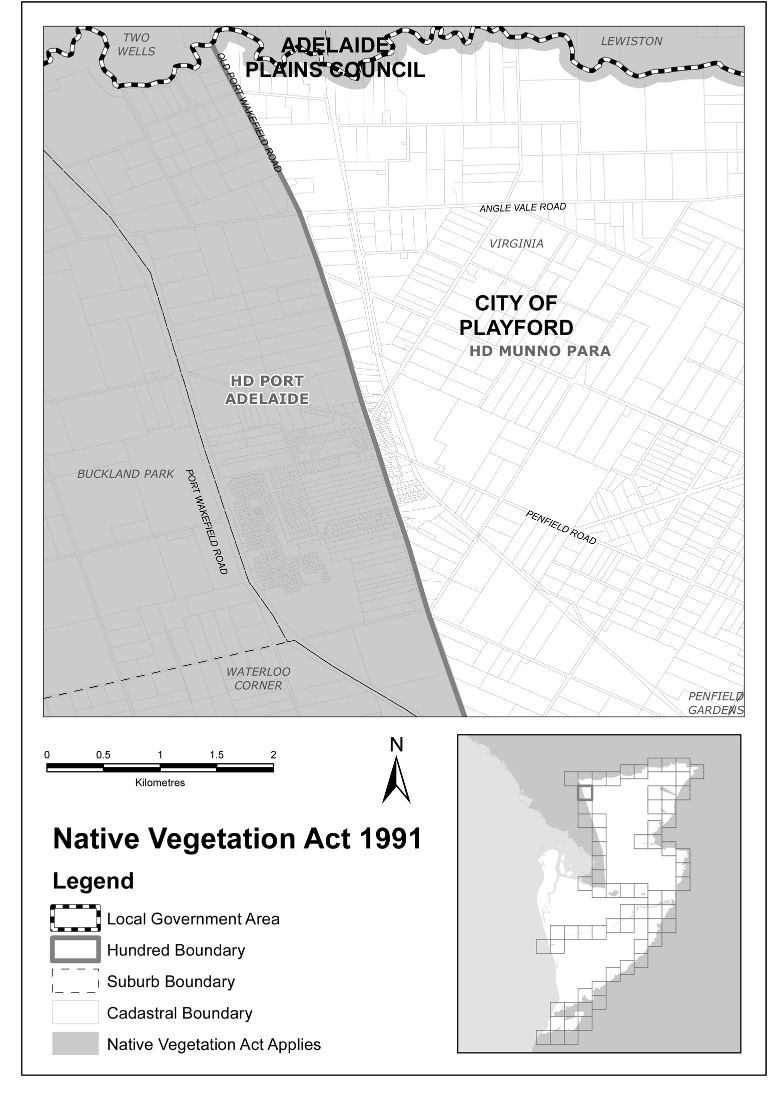 TWO
WELLS
ADELAIDE
PLAINS COUNCIL
LEWISTON
OLD PORT WAKEFIELD ROAD
ANGLE VALE ROAD
VIRGINIA
CITY OF
PLAYFORD
HD MUNNO PARA
HD PORT
ADELAIDE
BUCKLAND PARK
PORT WAKEFIELD ROAD
PENFIELD ROAD
WATERLOO
CORNER
PENFIELD
GARDENS
0 0.5 1 1.5 2
Kilometres
N
Native Vegetation Act 1991
Legend
Local Government Area
Hundred Boundary
Suburb Boundary
Cadastral Boundary
Native Vegetation Act Applies